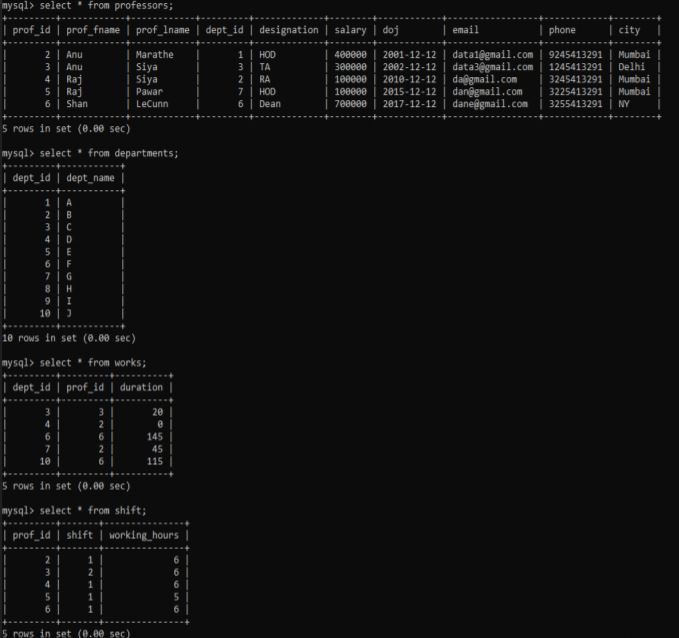 mysql> select * from professors;
+---------+------------+------------+---------+-------------+--------+------------+-----------------+------------+--------+
| prof_id | prof_fname | prof_lname | dept_id | designation | salary | doj | email | phone | city |
+---------+------------+------------+---------+-------------+--------+------------+-----------------+------------+--------+
| 2 | Anu | Marathe | 1 | HOD | 400000 | 2001-12-12 | data1@gmail.com | 9245413291 | Mumbai |
| 3 | Anu | Siya | 3 | TA | 300000 | 2002-12-12 | data3@gmail.com | 1245413291 | Delhi |
| 4 | Raj | Siya | 2 | RA | 100000 | 2010-12-12 | da@gmail.com | 3245413291 | Mumbai |
| 5 | Raj | Pawar | 7 | HOD | 100000 | 2015-12-12 | dan@gmail.com | 3225413291 | Mumbai |
| 6 | Shan | LeCunn | 6 | Dean | 700000 | 2017-12-12 | dane@gmail.com | 3255413291 | NY |
+---------+------------+------------+---------+-------------+--------+------------+-----------------+------------+--------+
5 rows in set (0.00 sec)
mysql> select * from departments;
+---------+-----------+
| dept_id | dept_name |
+---------+-----------+
| 1 | A |
| 2 | B |
| 3 | C |
| 4 | D |
| 5 | E |
| 6 | F |
| 7 | G |
| 8 | H |
| 9 | I |
| 10 | J |
+---------+-----------+
10 rows in set (0.00 sec)
mysql> select * from works;
+---------+---------+----------+
| dept_id | prof_id | duration |
+---------+---------+----------+
| 3 | 3 | 20 |
| 4 | 2 | 0 |
| 6 | 6 | 145 |
| 7 | 2 | 45 |
| 10 | 6 | 115 |
+---------+---------+----------+
5 rows in set (0.00 sec)
mysql> select * from shift;
+---------+-------+---------------+
| prof_id | shift | working_hours |
+---------+-------+---------------+
| 2 | 1 | 6 |
| 3 | 2 | 6 |
| 4 | 1 | 6 |
| 5 | 1 | 5 |
| 6 | 1 | 6 |
+---------+-------+---------------+
5 rows in set (0.00 sec)